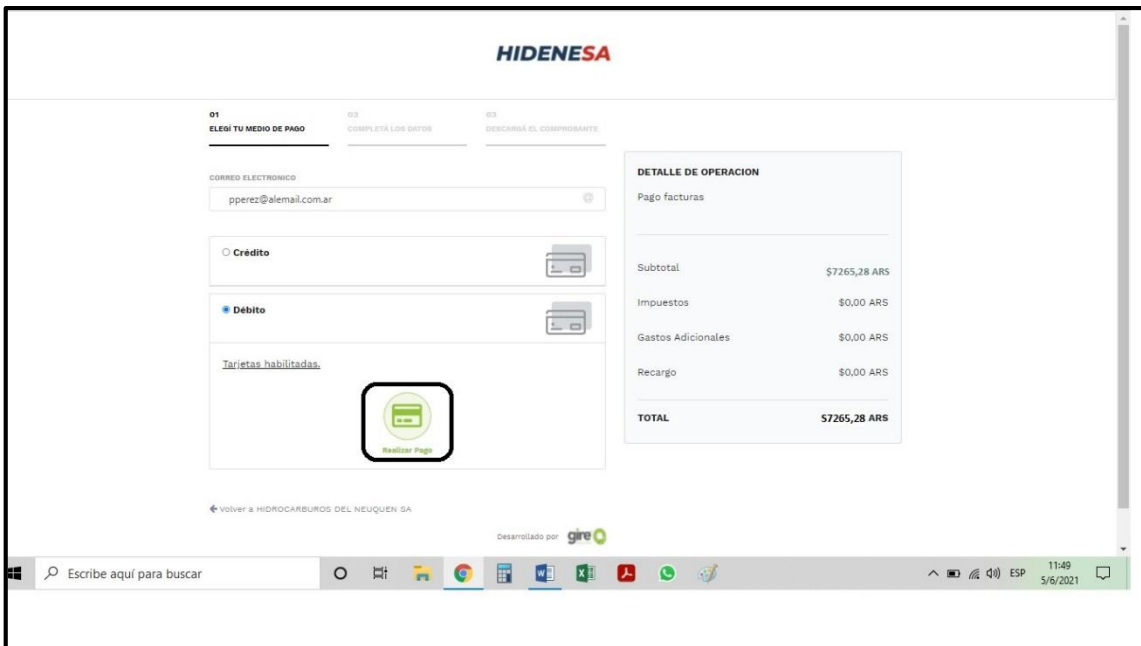 HIDENESA
01
ELEGÍ TU MEDIO DE PAGO
02
COMPLETÁ LOS DATOS
03
DESCARGÁ EL COMPROBANTE
CORREO ELECTRONICO
pperez@alemail.com.ar @
Crédito
Débito
Tarjetas habilitadas.
Realizar Pago
DETALLE DE OPERACION
Pago facturas
Subtotal $7265,28 ARS
Impuestos $0,00 ARS
Gastos Adicionales $0,00 ARS
Recargo $0,00 ARS
TOTAL $7265,28 ARS
Volver a HIDROCARBUROS DEL NEUQUEN SA
Desarrollado por gire
Escribe aquí para buscar
ESP
11:49
5/6/2021